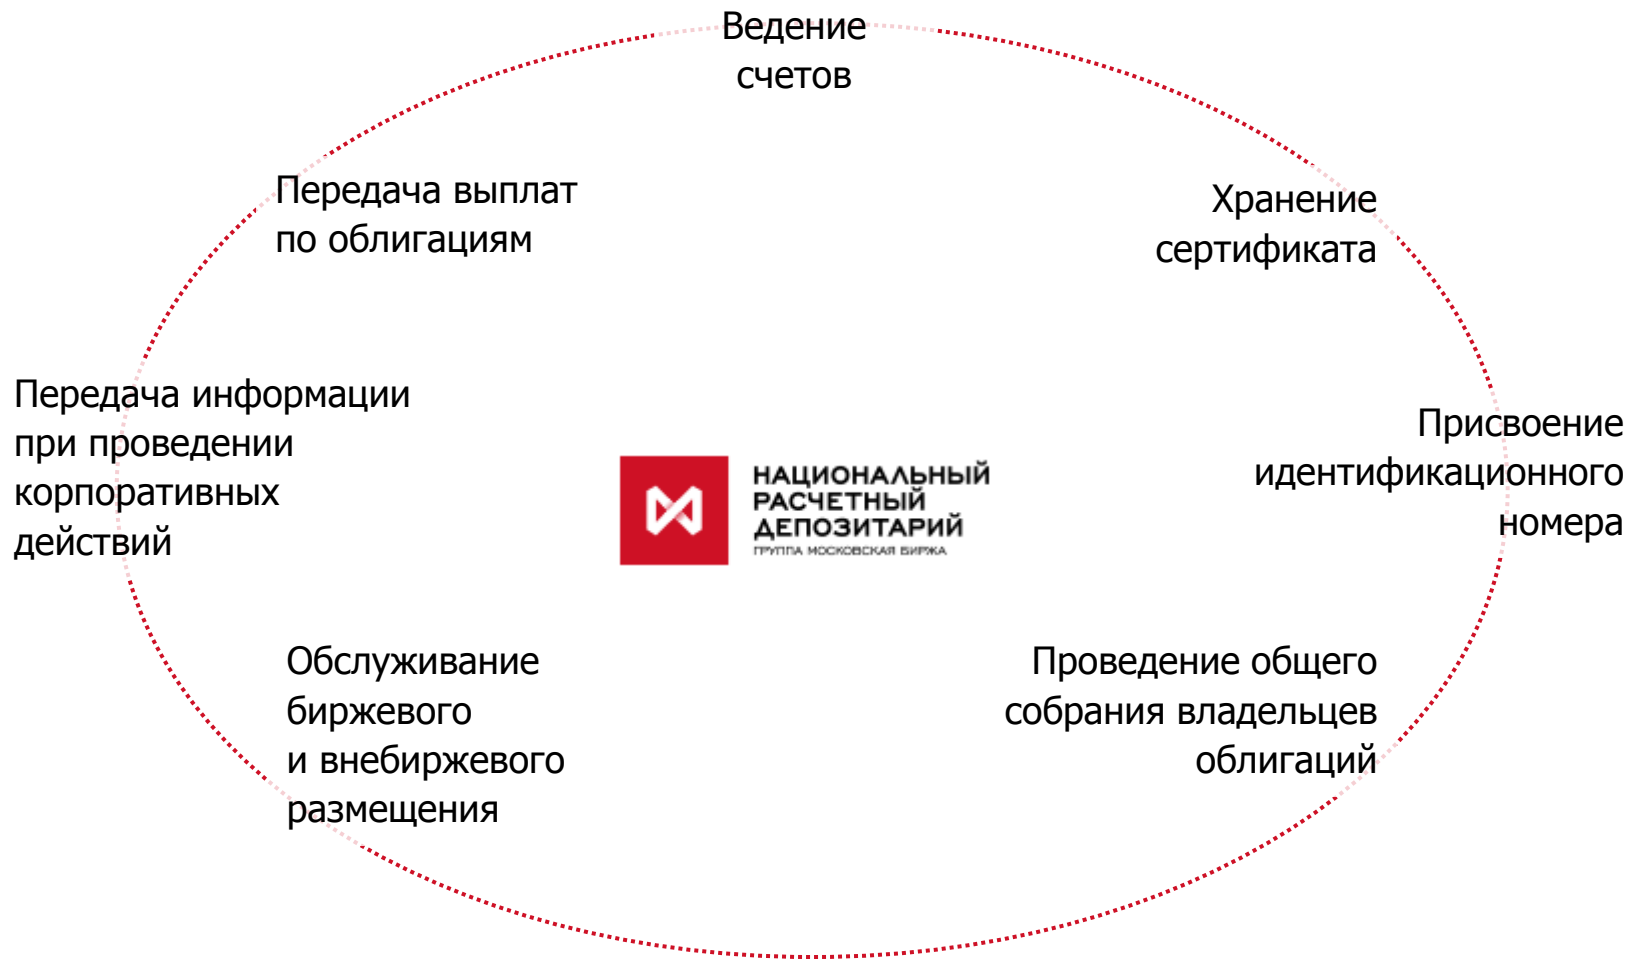 Ведение
счетов
Передача выплат
по облигациям
Хранение
сертификата
Передача информации
при проведении
корпоративных
действий
Присвоение
идентификационного
номера
НАЦИОНАЛЬНЫЙ
РАСЧЕТНЫЙ
ДЕПОЗИТАРИЙ
ГРУППА МОСКОВСКАЯ БИРЖА
Обслуживание
биржевого
и внебиржевого
размещения
Проведение общего
собрания владельцев
облигаций